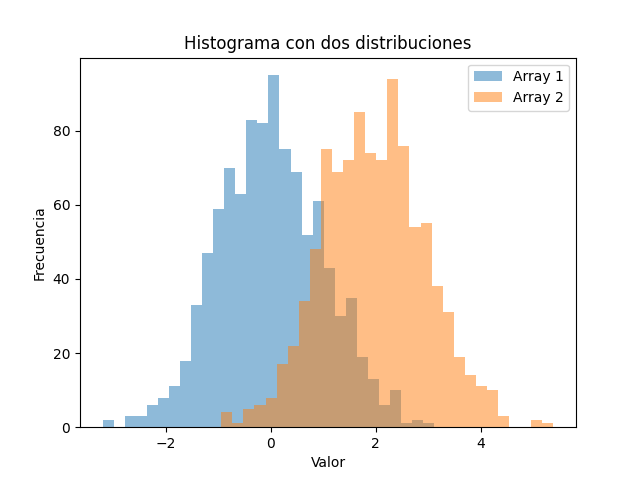 Histograma con dos distribuciones
Array 1
Array 2
80
60
40
20
0
Frecuencia
−2
0
2
4
Valor